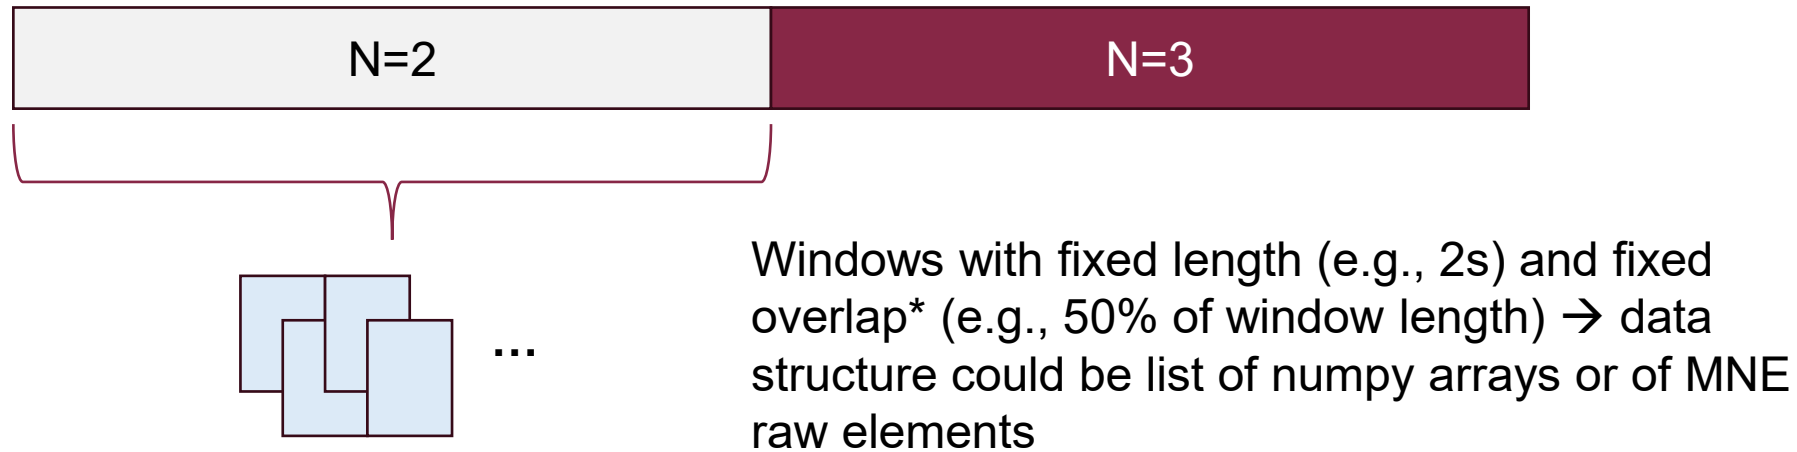 N=2
N=3
Windows with fixed length (e.g., 2s) and fixed
overlap* (e.g., 50% of window length) → data
structure could be list of numpy arrays or of MNE
raw elements
...